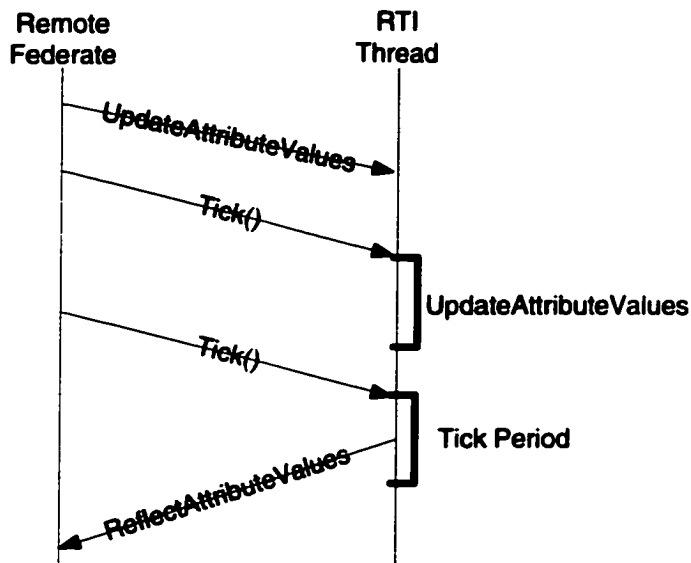 Remote
Federate
RTI
Thread
UpdateAttributeValues
Tick()
UpdateAttributeValues
Tick()
Tick Period
ReflectAttributeValues